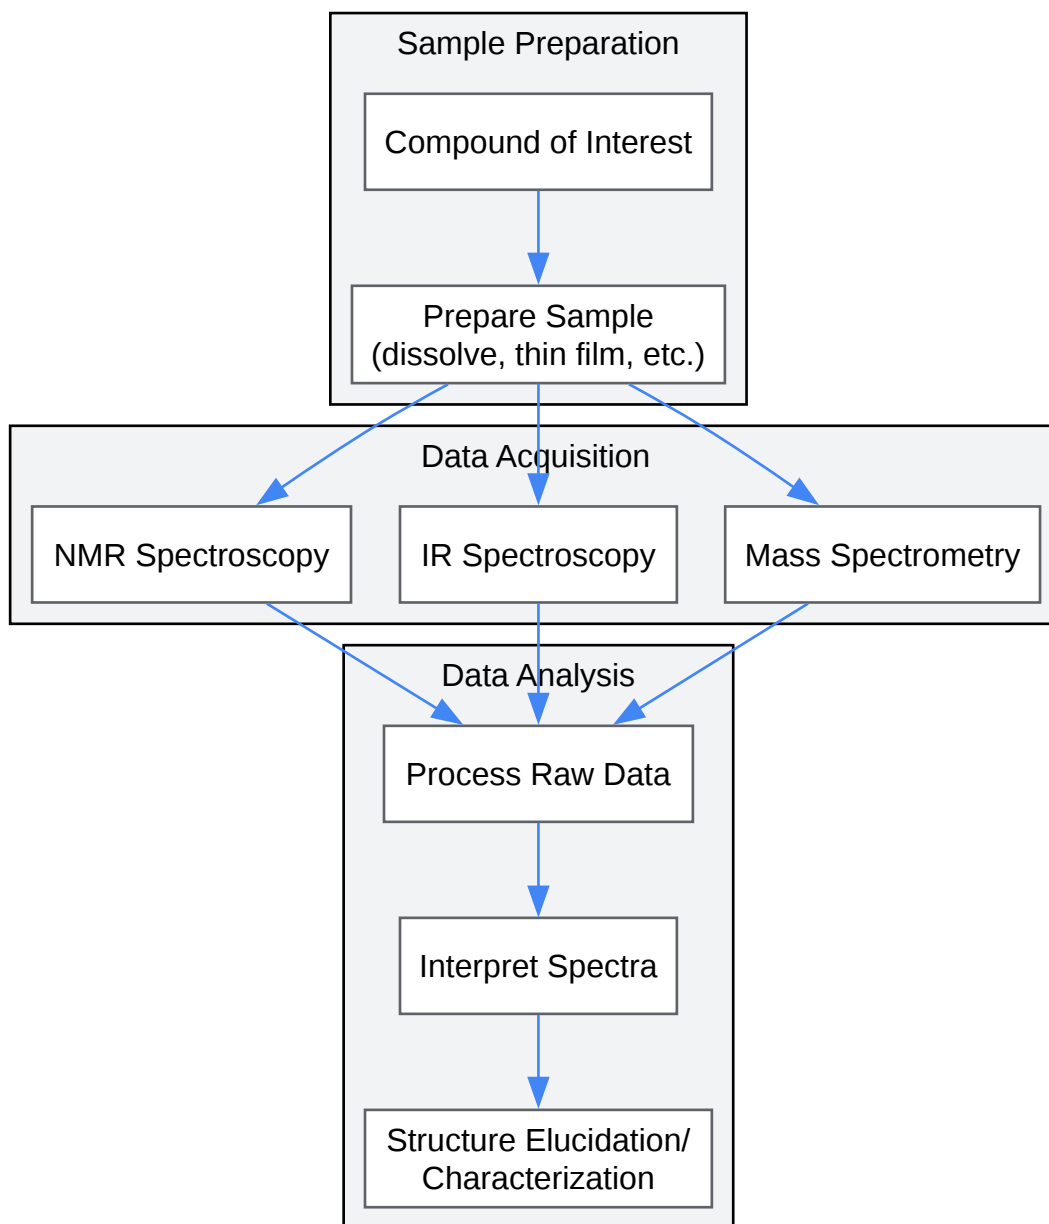 Sample Preparation
Compound of Interest
Prepare Sample
(dissolve, thin film, etc.)
Data Acquisition
NMR Spectroscopy
IR Spectroscopy
Mass Spectrometry
Data Analysis
Process Raw Data
Interpret Spectra
Structure Elucidation/
Characterization